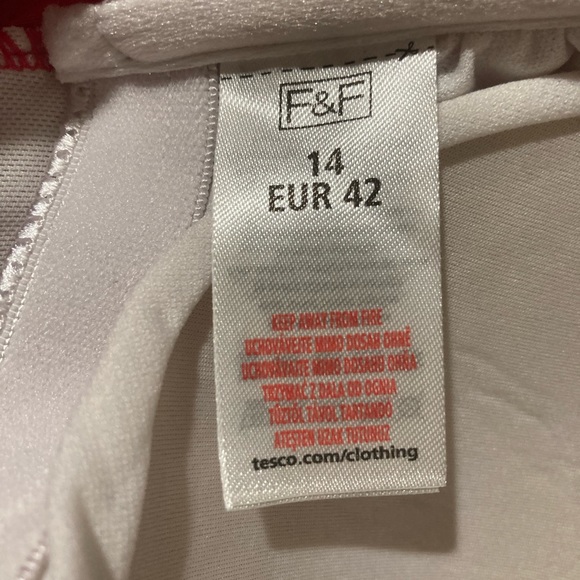 F&F
14
EUR 42
KEEP AWAY FROM FIRE
UCHOVÁVEJTE MIMO DOSAH OHNĚ
UCHOVÁVAJTE MIMO DOSAHU OHŇA
TRZYMAĆ Z DALA OD OGNIA
TŰZTŐL TÁVOL TARTANDÓ
ATEŞTEN UZAK TUTUNUZ
tesco.com/clothing